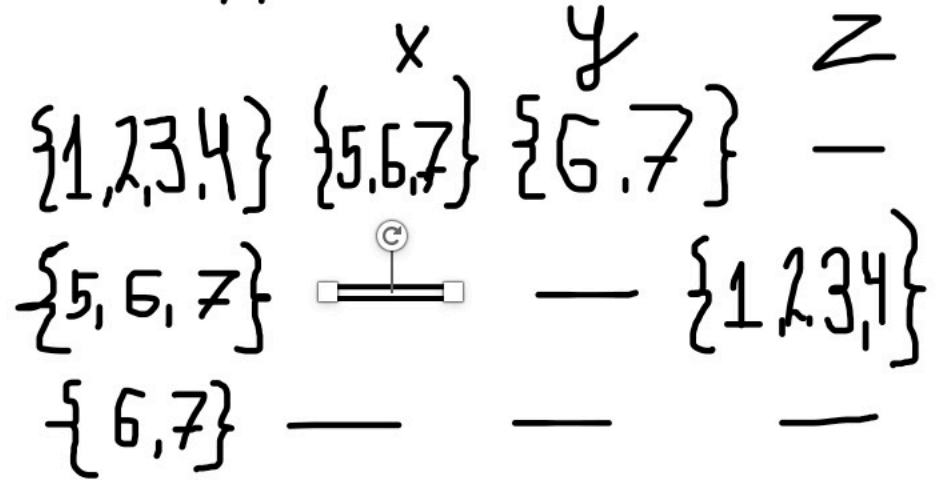 x y z
{1,2,3,4} {5,6,7} {6,7} —
{5,6,7} — — {1,2,3,4}
{6,7} — — —